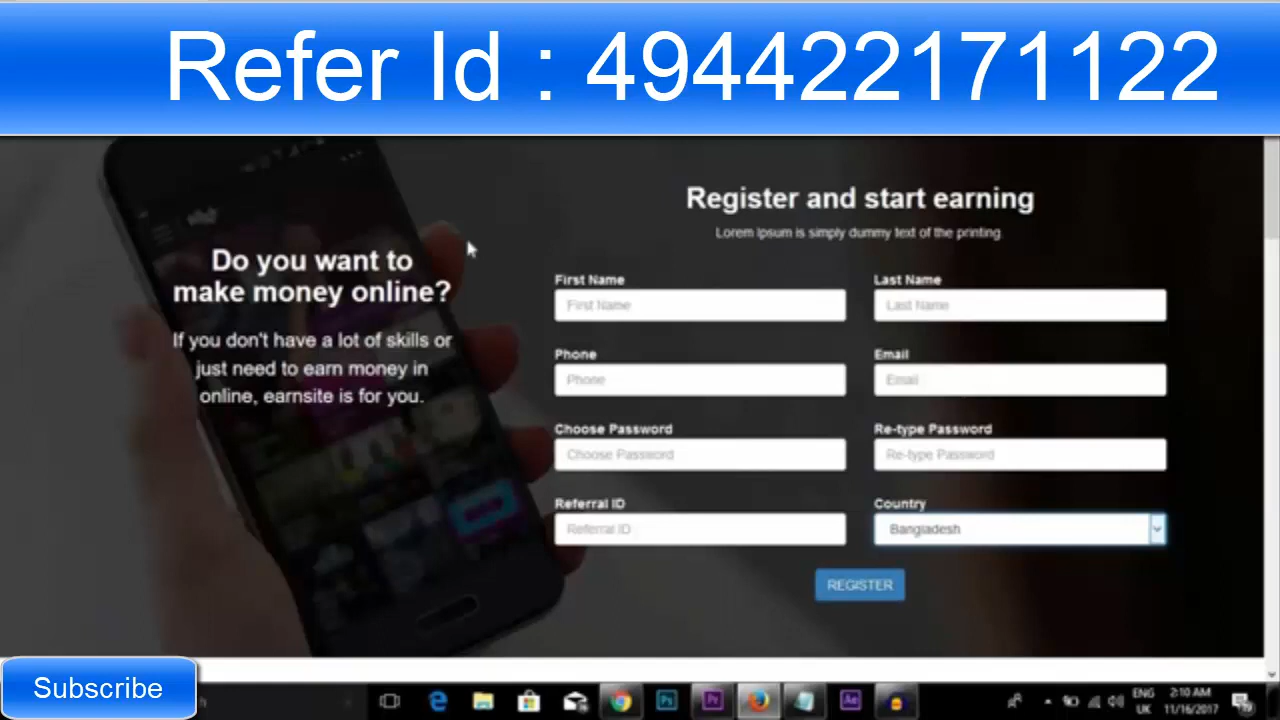 Refer Id : 494422171122
Register and start earning
Lorem Ipsum is simply dummy text of the printing
Do you want to
make money online?
If you don't have a lot of skills or
just need to earn money in
online, earnsite is for you.
First Name
Last Name
First Name
Last Name
Phone
Email
Phone
Email
Choose Password
Re-type Password
Choose Password
Re-type Password
Referral ID
Country
Referral ID
Bangladesh
REGISTER
Subscribe
h
Ps
Pr
Ae
ENG
UK
2:10 AM
11/16/2017